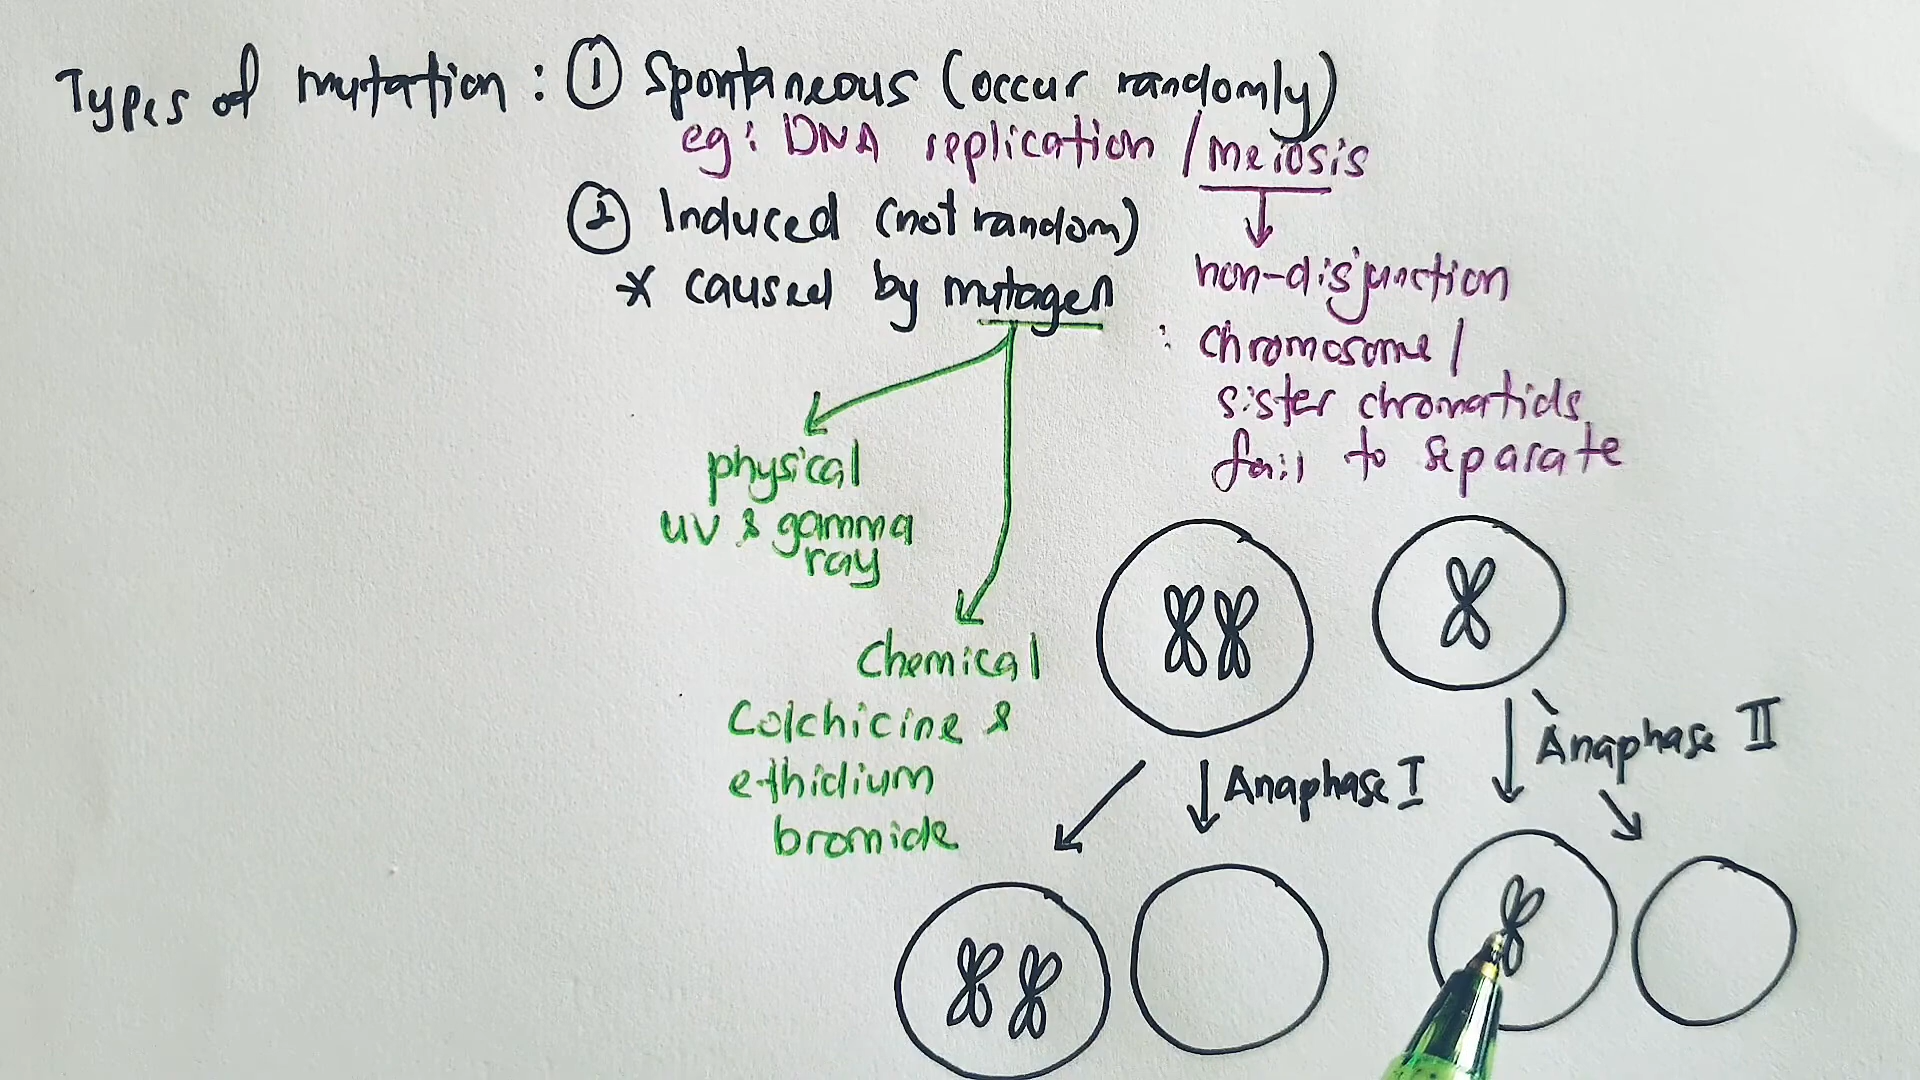 Types of mutation : ① Spontaneous (occur randomly)
eg: DNA replication / meiosis
② Induced (not random)
* caused by mutagen
non-disjunction
: chromosome /
sister chromatids
fail to separate
physical
uv & gamma
ray
Chemical
Colchicine &
ethidium
bromide
Anaphase I
Anaphase II